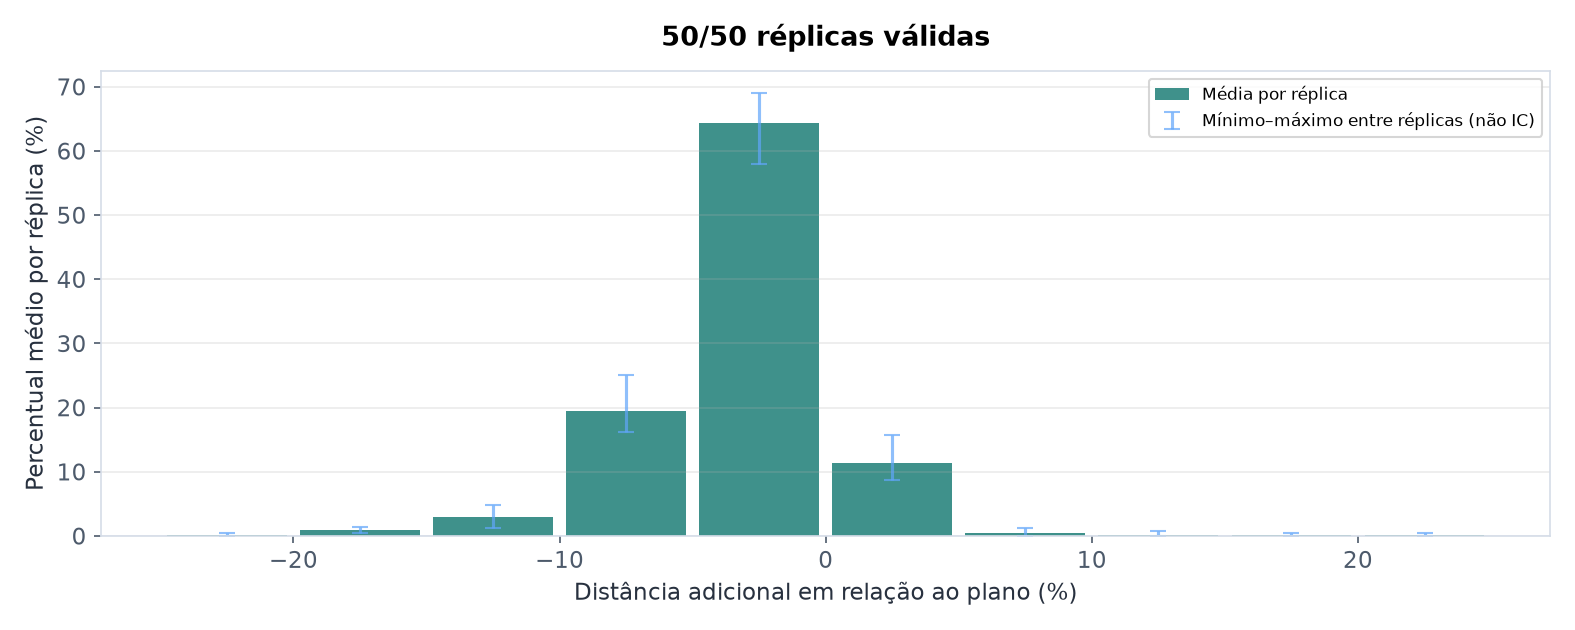 50/50 réplicas válidas
Percentual médio por réplica (%)
70
60
50
40
30
20
10
0
Média por réplica
Mínimo–máximo entre réplicas (não IC)
−20
−10
0
10
20
Distância adicional em relação ao plano (%)